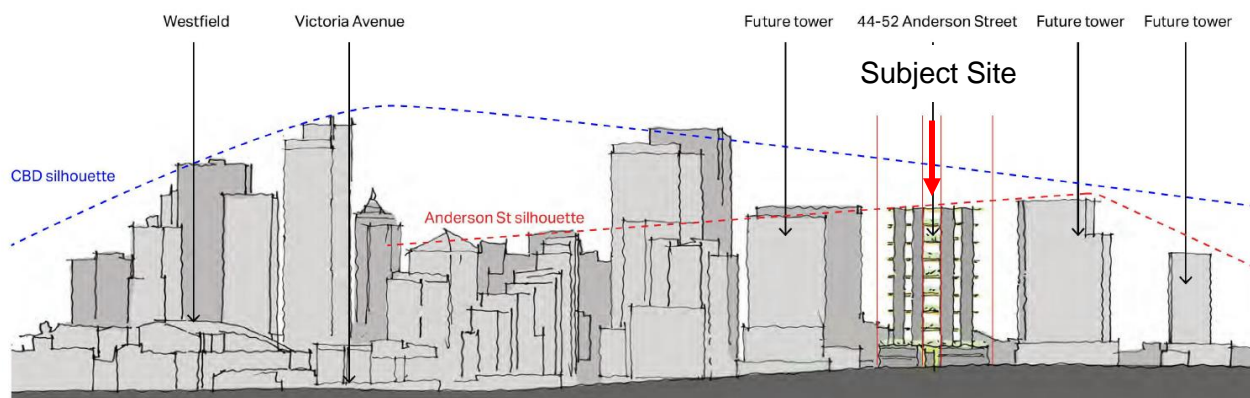 Westfield
Victoria Avenue
Future tower
44-52 Anderson Street
Future tower
Future tower
Subject Site
CBD silhouette
Anderson St silhouette